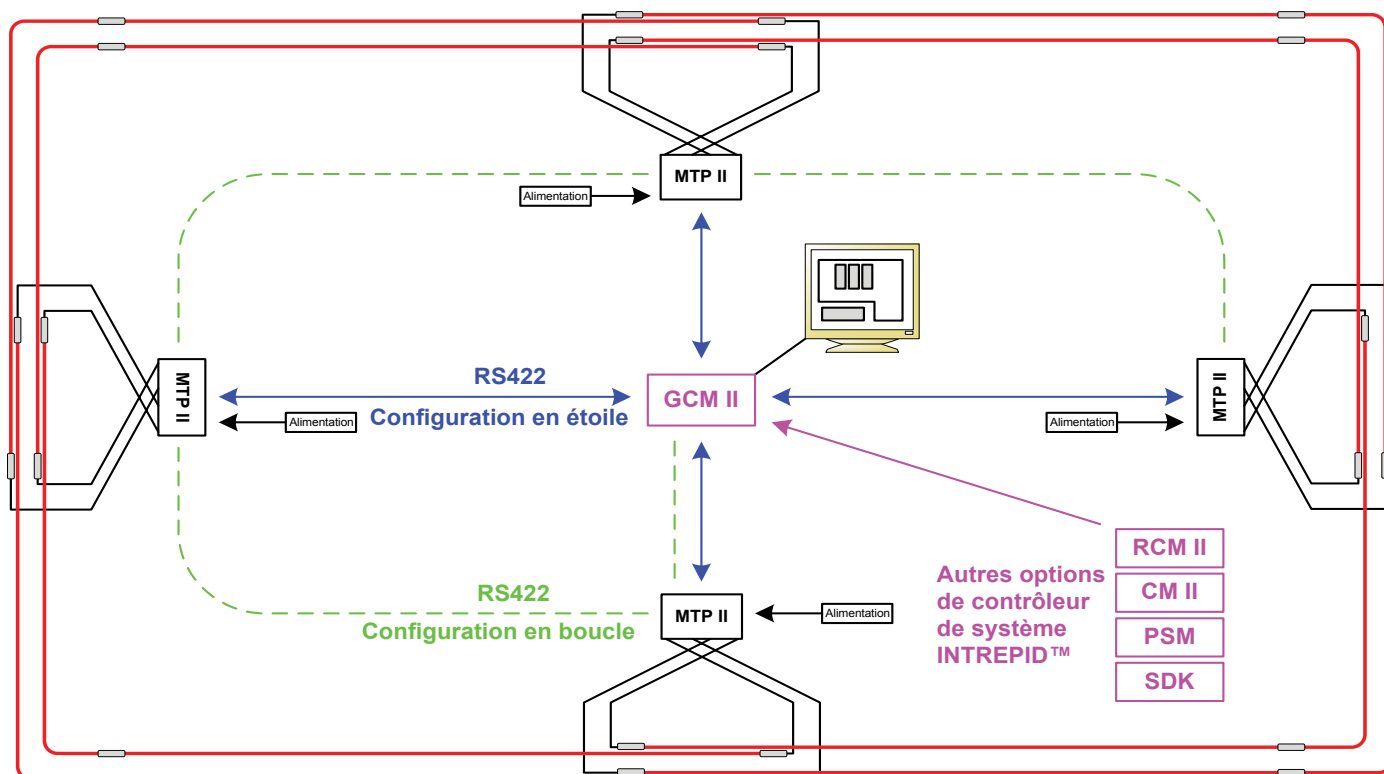 MTP II
Alimentation
MTP II
RS422
Configuration en étoile
Alimentation
GCM II
MTP II
Alimentation
RS422
Configuration en boucle
MTP II
Alimentation
Autres options
de contrôleur
de système
INTREPID™
RCM II
CM II
PSM
SDK